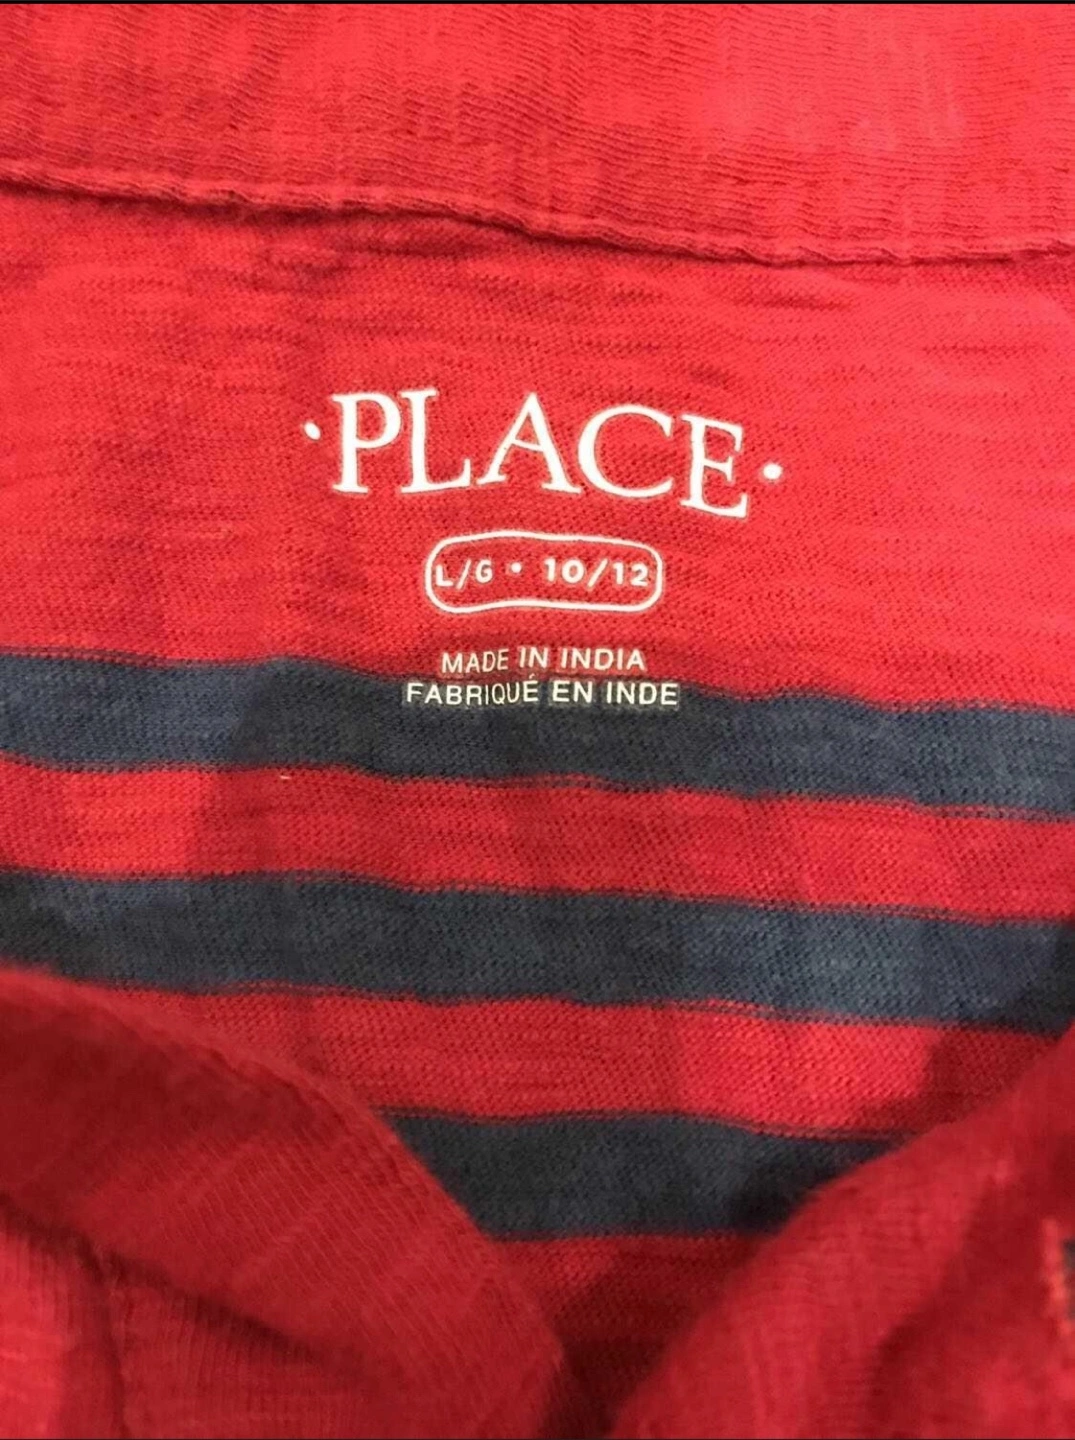 ·PLACE·
L/G • 10/12
MADE IN INDIA
FABRIQUÉ EN INDE